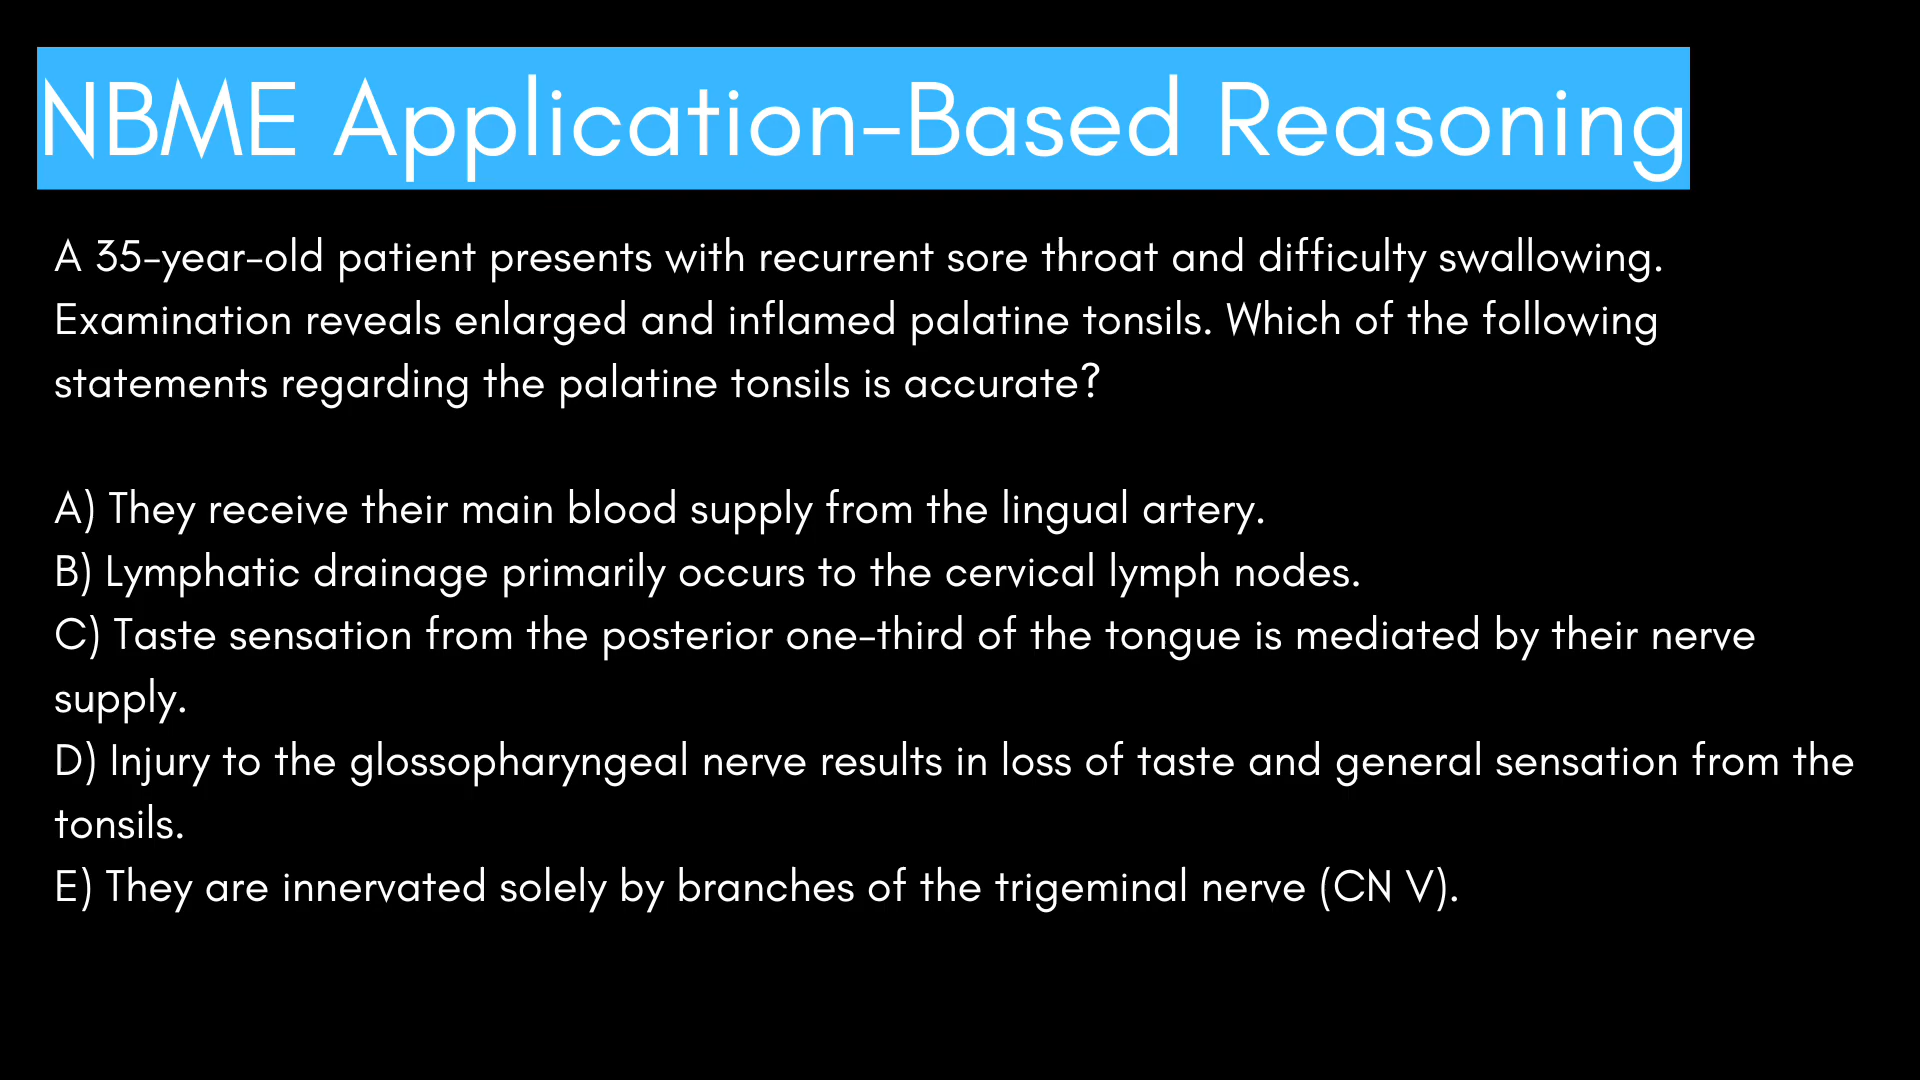 NBME Application-Based Reasoning
A 35-year-old patient presents with recurrent sore throat and difficulty swallowing.
Examination reveals enlarged and inflamed palatine tonsils. Which of the following
statements regarding the palatine tonsils is accurate?
A) They receive their main blood supply from the lingual artery.
B) Lymphatic drainage primarily occurs to the cervical lymph nodes.
C) Taste sensation from the posterior one-third of the tongue is mediated by their nerve
supply.
D) Injury to the glossopharyngeal nerve results in loss of taste and general sensation from the
tonsils.
E) They are innervated solely by branches of the trigeminal nerve (CN V).